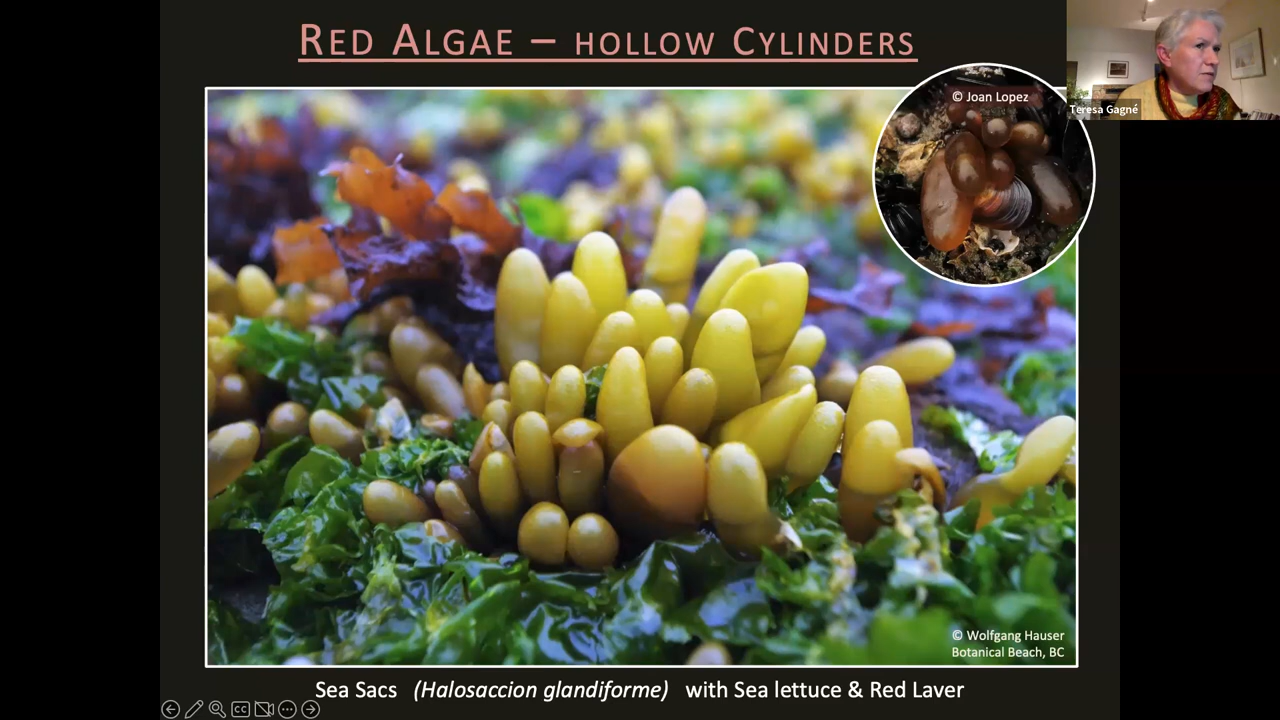 RED ALGAE – HOLLOW CYLINDERS
© Joan Lopez
Teresa Gagné
© Wolfgang Hauser
Botanical Beach, BC
Sea Sacs (Halosaccion glandiforme) with Sea lettuce & Red Laver
CC